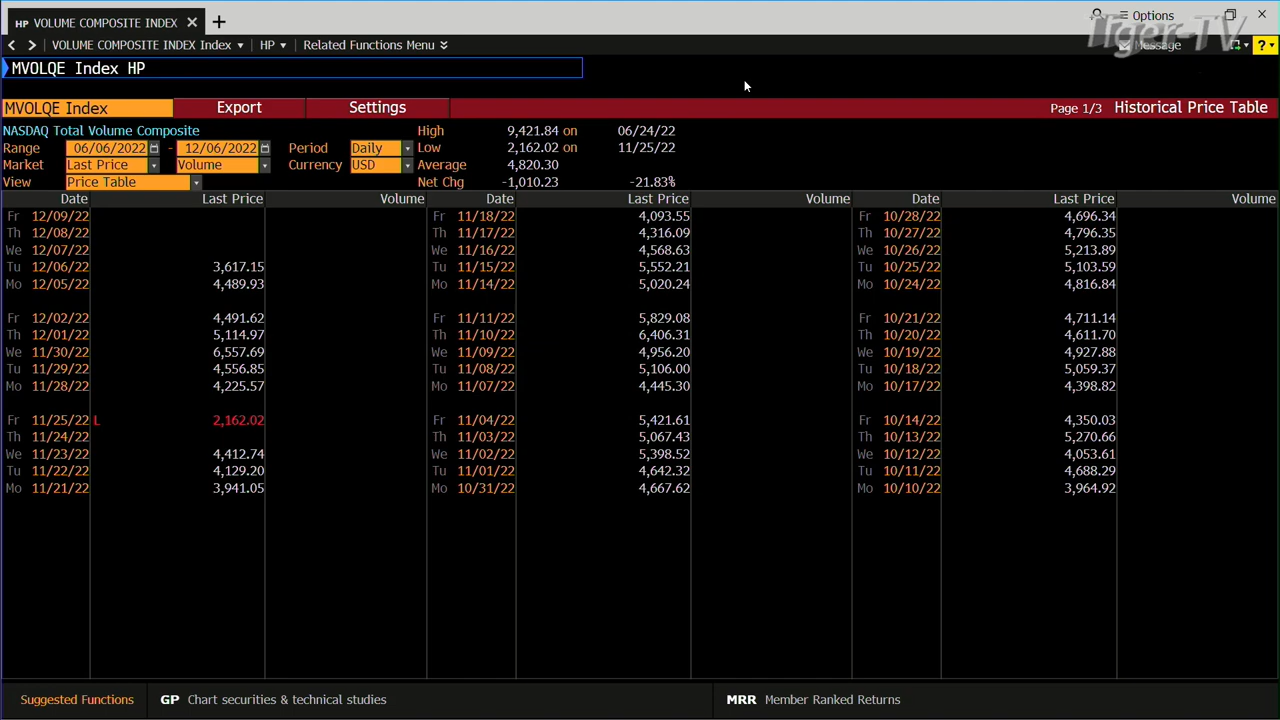 HP VOLUME COMPOSITE INDEX
Options
Tiger-TV
VOLUME COMPOSITE INDEX Index HP Related Functions Menu Message ?
MVOLQE Index HP
MVOLQE Index Export Settings Page 1/3 Historical Price Table
NASDAQ Total Volume Composite High 9,421.84 on 06/24/22
Range 06/06/2022 - 12/06/2022 Period Daily Low 2,162.02 on 11/25/22
Market Last Price Volume Currency USD Average 4,820.30
View Price Table Net Chg -1,010.23 -21.83%
Date Last Price Volume Date Last Price Volume Date Last Price Volume
Fr 12/09/22 Fr 11/18/22 4,093.55 Fr 10/28/22 4,696.34
Th 12/08/22 Th 11/17/22 4,316.09 Th 10/27/22 4,796.35
We 12/07/22 We 11/16/22 4,568.63 We 10/26/22 5,213.89
Tu 12/06/22 3,617.15 Tu 11/15/22 5,552.21 Tu 10/25/22 5,103.59
Mo 12/05/22 4,489.93 Mo 11/14/22 5,020.24 Mo 10/24/22 4,816.84
Fr 12/02/22 4,491.62 Fr 11/11/22 5,829.08 Fr 10/21/22 4,711.14
Th 12/01/22 5,114.97 Th 11/10/22 6,406.31 Th 10/20/22 4,611.70
We 11/30/22 6,557.69 We 11/09/22 4,956.20 We 10/19/22 4,927.88
Tu 11/29/22 4,556.85 Tu 11/08/22 5,106.00 Tu 10/18/22 5,059.37
Mo 11/28/22 4,225.57 Mo 11/07/22 4,445.30 Mo 10/17/22 4,398.82
Fr 11/25/22 L 2,162.02 Fr 11/04/22 5,421.61 Fr 10/14/22 4,350.03
Th 11/24/22 Th 11/03/22 5,067.43 Th 10/13/22 5,270.66
We 11/23/22 4,412.74 We 11/02/22 5,398.52 We 10/12/22 4,053.61
Tu 11/22/22 4,129.20 Tu 11/01/22 4,642.32 Tu 10/11/22 4,688.29
Mo 11/21/22 3,941.05 Mo 10/31/22 4,667.62 Mo 10/10/22 3,964.92
Suggested Functions GP Chart securities & technical studies MRR Member Ranked Returns